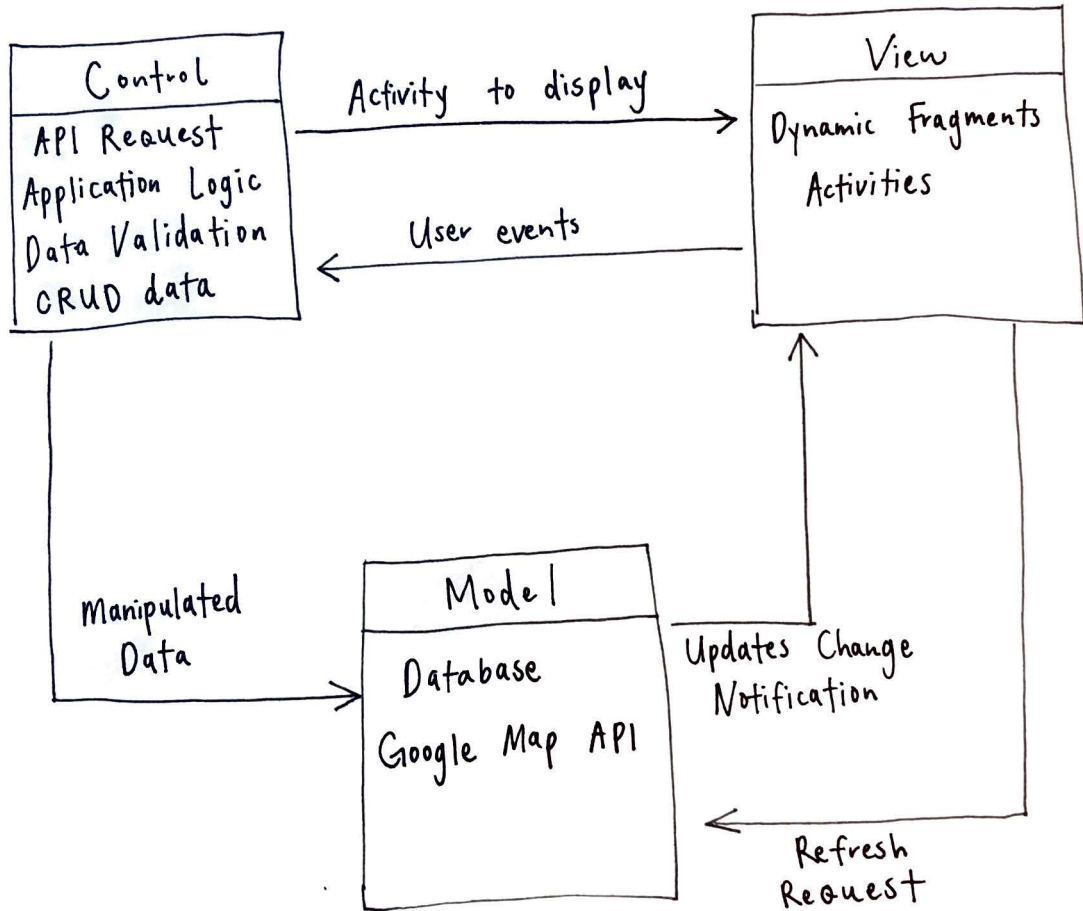 Control
API Request
Application Logic
Data Validation
CRUD data
Activity to display
User events
View
Dynamic Fragments
Activities
Manipulated
Data
Model
Database
Google Map API
Updates Change
Notification
Refresh
Request